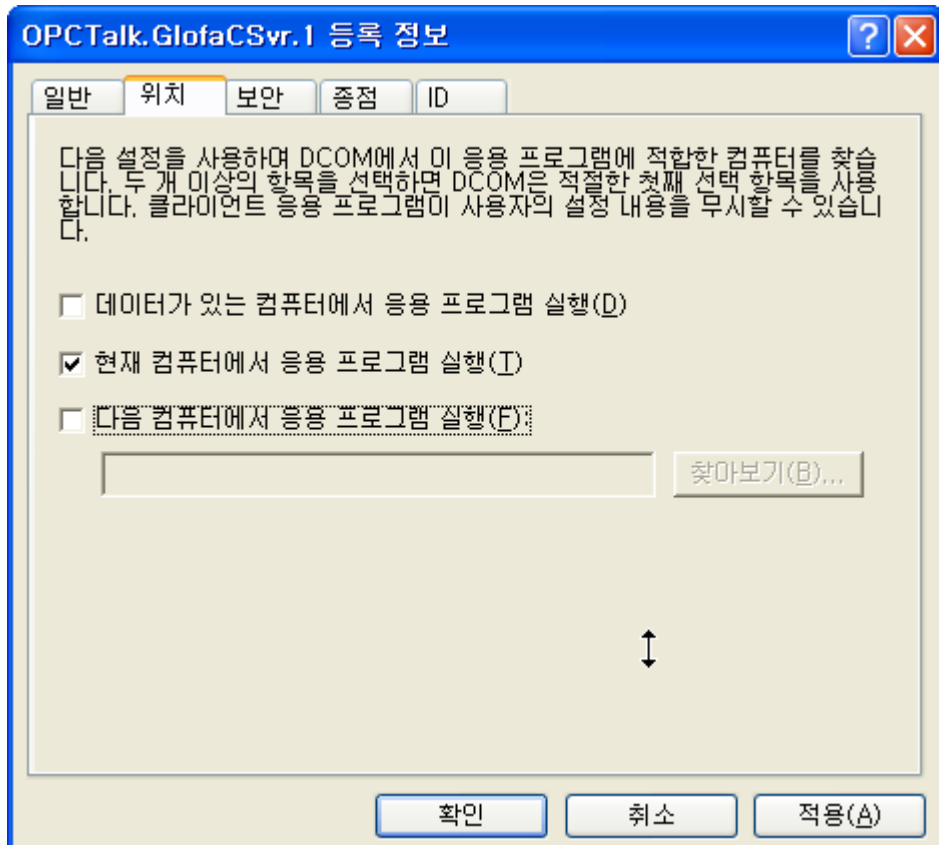 OPCTalk.GlofaCSvr.1 등록 정보
일반 위치 보안 종점 ID
다음 설정을 사용하여 DCOM에서 이 응용 프로그램에 적합한 컴퓨터를 찾습
니다. 두 개 이상의 항목을 선택하면 DCOM은 적절한 첫째 선택 항목을 사용
합니다. 클라이언트 응용 프로그램이 사용자의 설정 내용을 무시할 수 있습니
다.
데이터가 있는 컴퓨터에서 응용 프로그램 실행(D)
현재 컴퓨터에서 응용 프로그램 실행(T)
다음 컴퓨터에서 응용 프로그램 실행(F):
찾아보기(B)...
확인 취소 적용(A)